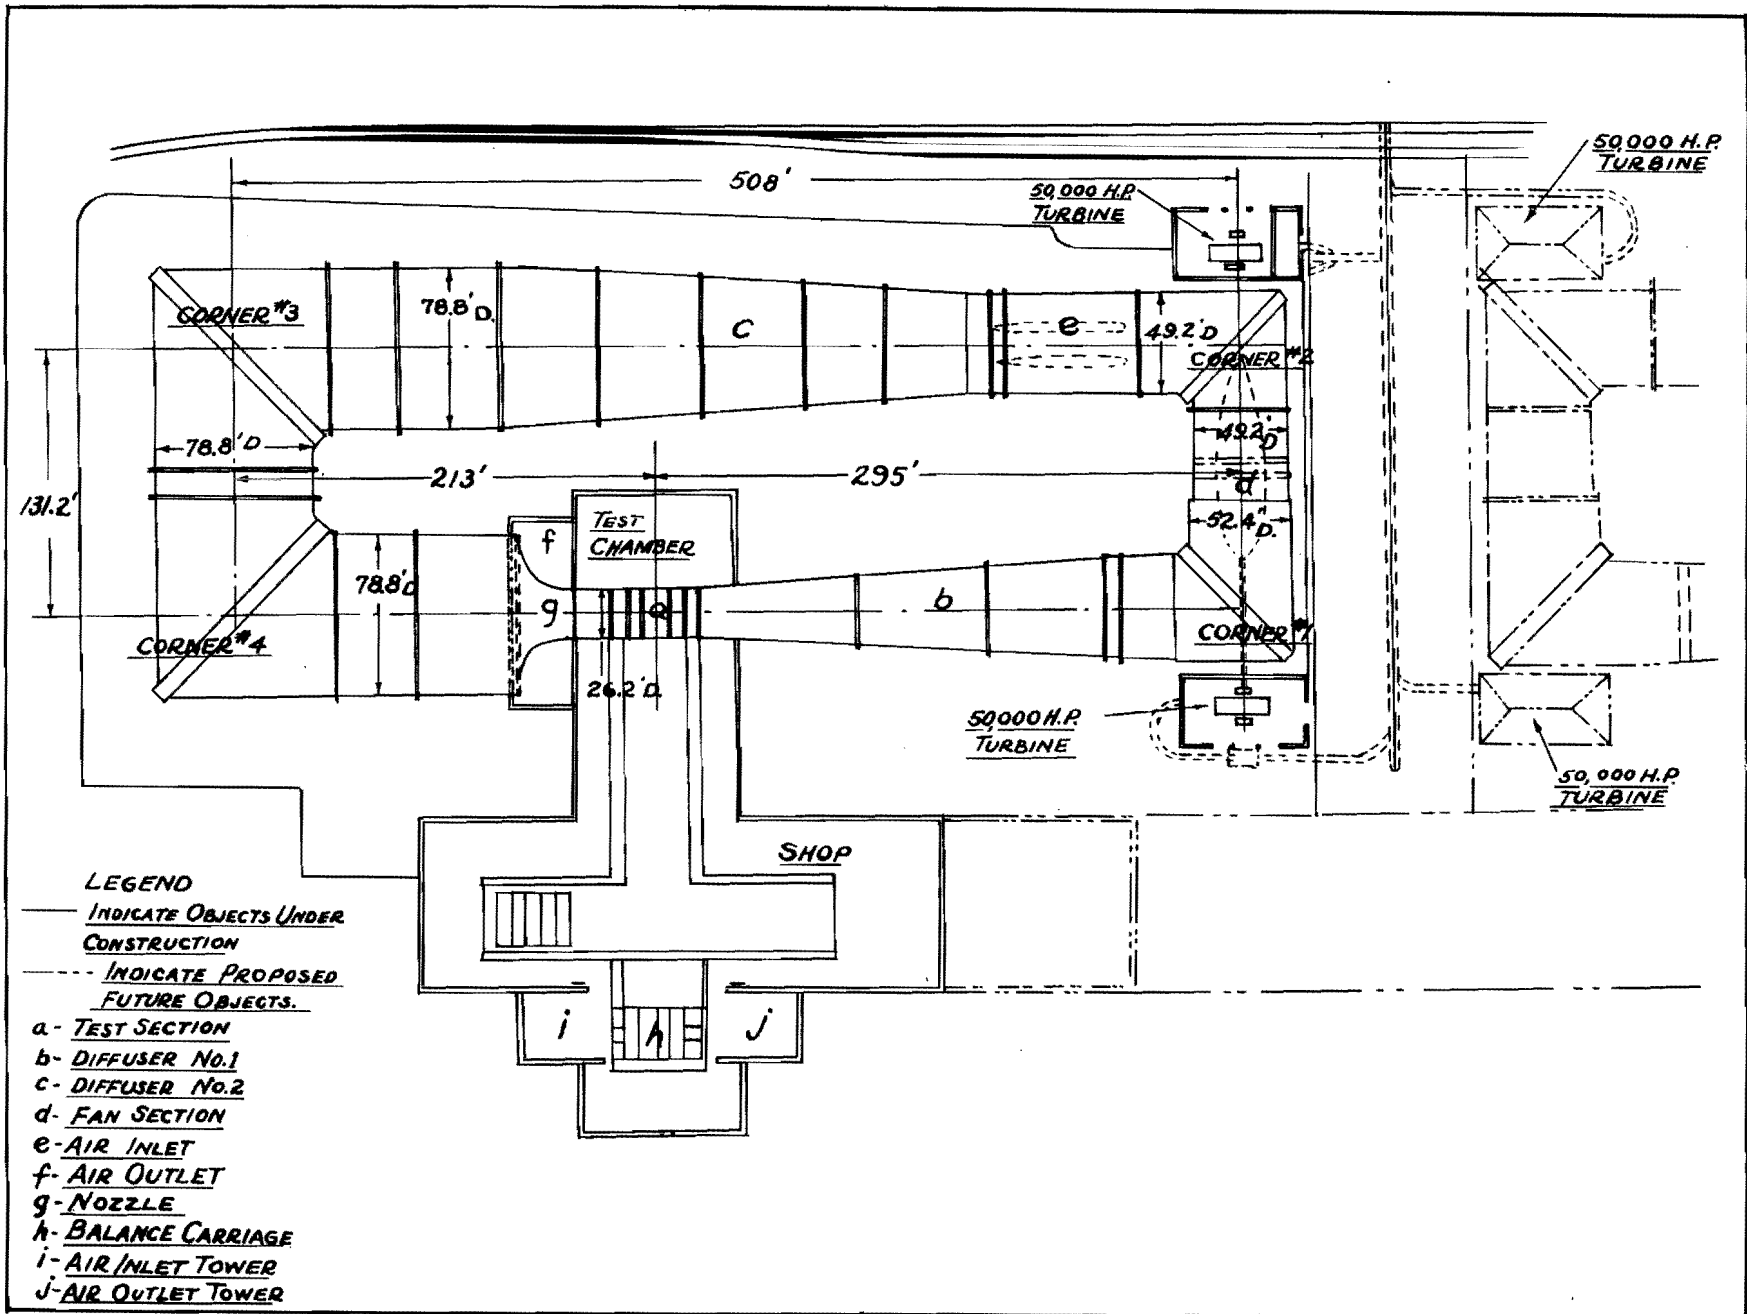 50,000 H.P.
TURBINE
508'
50,000 H.P.
TURBINE
CORNER #3
78.8' D.
c
e
49.2' D
CORNER #2
78.8' D
49.2' D
213'
295'
d
131.2'
52.4" D.
TEST
CHAMBER
f
78.8' D
g
a
b
CORNER #4
CORNER #1
26.2' D.
50,000 H.P.
TURBINE
50,000 H.P.
TURBINE
SHOP
LEGEND
INDICATE OBJECTS UNDER
CONSTRUCTION
INDICATE PROPOSED
FUTURE OBJECTS.
a- TEST SECTION
b- DIFFUSER No.1
c- DIFFUSER No.2
d- FAN SECTION
e- AIR INLET
f- AIR OUTLET
g- NOZZLE
h- BALANCE CARRIAGE
i- AIR INLET TOWER
j- AIR OUTLET TOWER
i
h
j